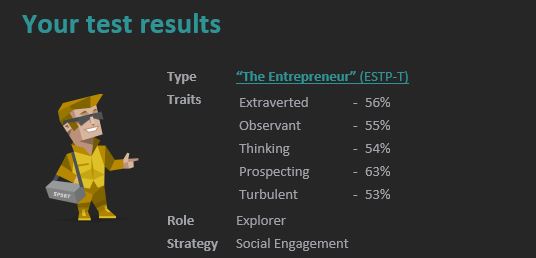 Your test results
Type "The Entrepreneur" (ESTP-T)
Traits Extraverted - 56%
Observant - 55%
Thinking - 54%
Prospecting - 63%
Turbulent - 53%
SPORT
Role Explorer
Strategy Social Engagement